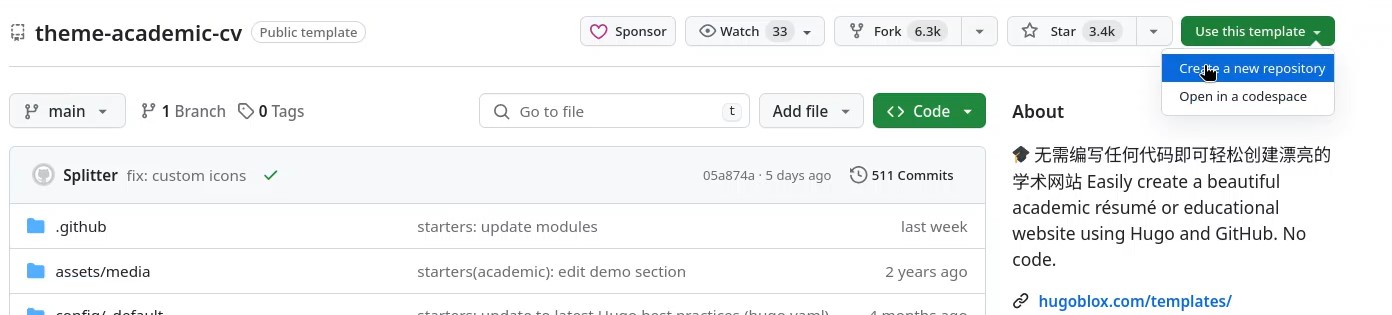 theme-academic-cv Public template Sponsor Watch 33 Fork 6.3k Star 3.4k Use this template
Create a new repository
Open in a codespace
main 1 Branch 0 Tags Go to file t Add file <> Code
About
🎓 无需编写任何代码即可轻松创建漂亮的
学术网站 Easily create a beautiful
academic résumé or educational
website using Hugo and GitHub. No
code.
hugoblox.com/templates/
Splitter fix: custom icons 05a874a · 5 days ago 511 Commits
.github starters: update modules last week
assets/media starters(academic): edit demo section 2 years ago
config/_default starters: update to latest Hugo best practices (hugo.yaml) 4 months ago